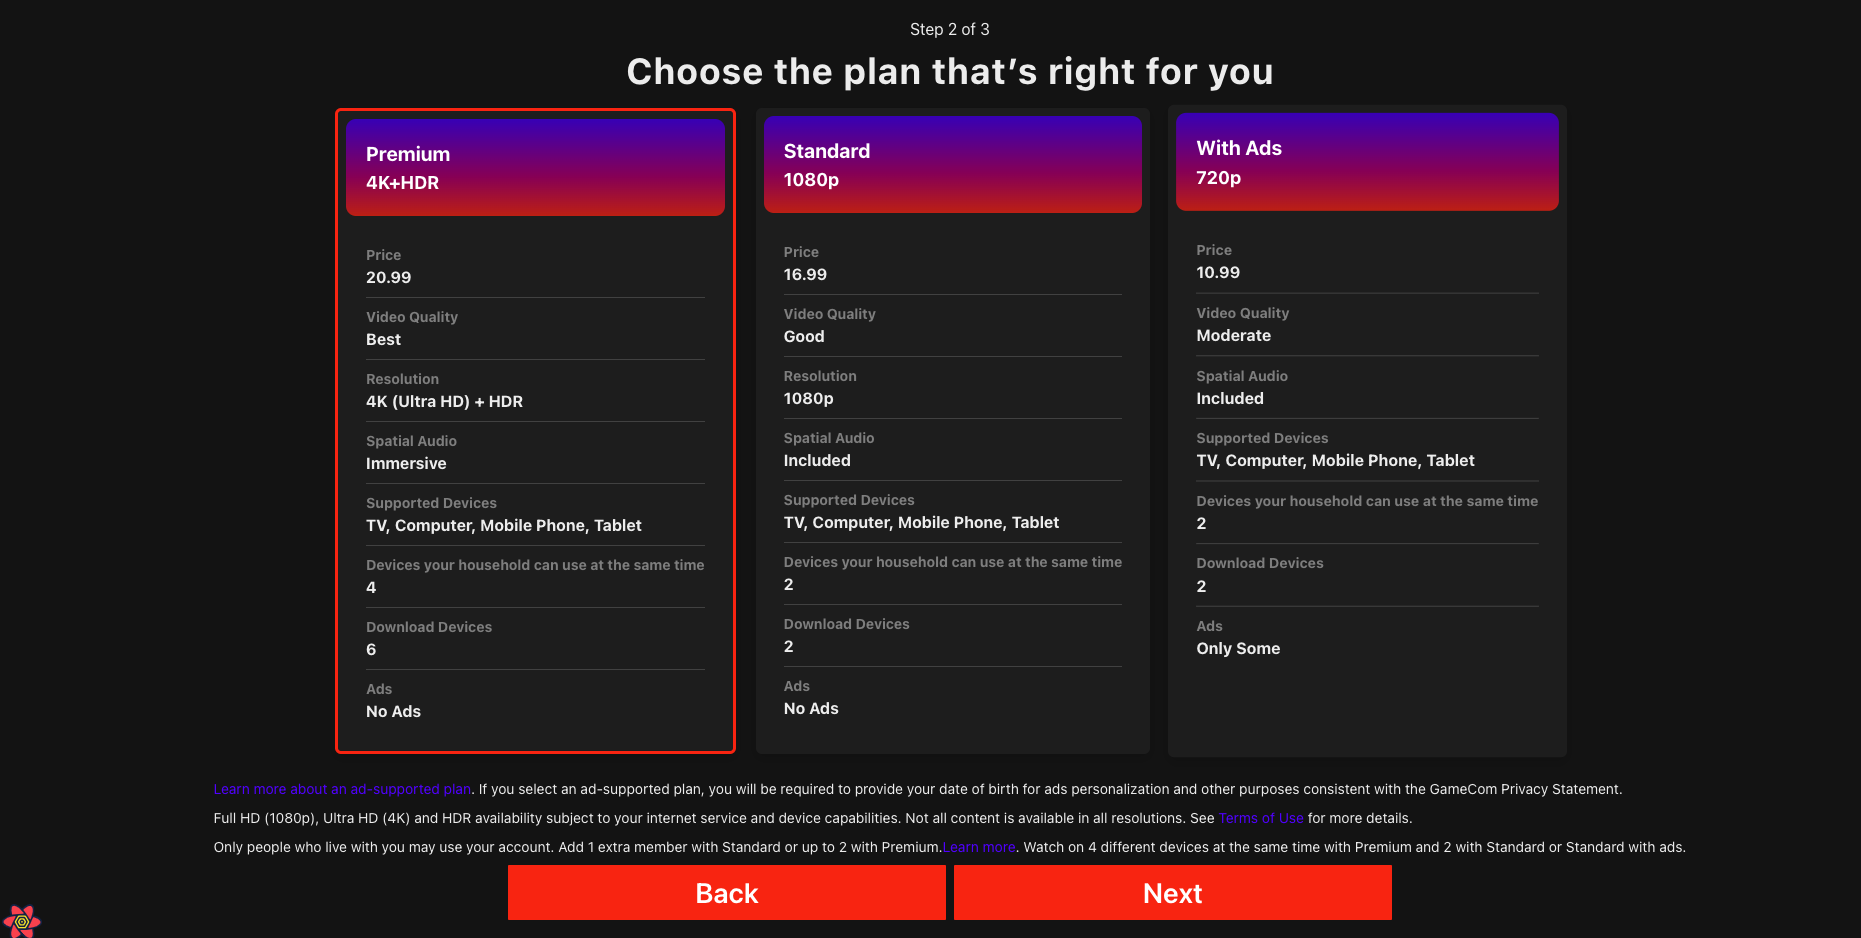 Step 2 of 3
Choose the plan that’s right for you
Premium
4K+HDR
Price
20.99
Video Quality
Best
Resolution
4K (Ultra HD) + HDR
Spatial Audio
Immersive
Supported Devices
TV, Computer, Mobile Phone, Tablet
Devices your household can use at the same time
4
Download Devices
6
Ads
No Ads
Standard
1080p
Price
16.99
Video Quality
Good
Resolution
1080p
Spatial Audio
Included
Supported Devices
TV, Computer, Mobile Phone, Tablet
Devices your household can use at the same time
2
Download Devices
2
Ads
No Ads
With Ads
720p
Price
10.99
Video Quality
Moderate
Spatial Audio
Included
Supported Devices
TV, Computer, Mobile Phone, Tablet
Devices your household can use at the same time
2
Download Devices
2
Ads
Only Some
Learn more about an ad-supported plan. If you select an ad-supported plan, you will be required to provide your date of birth for ads personalization and other purposes consistent with the GameCom Privacy Statement.
Full HD (1080p), Ultra HD (4K) and HDR availability subject to your internet service and device capabilities. Not all content is available in all resolutions. See Terms of Use for more details.
Only people who live with you may use your account. Add 1 extra member with Standard or up to 2 with Premium.Learn more. Watch on 4 different devices at the same time with Premium and 2 with Standard or Standard with ads.
Back
Next